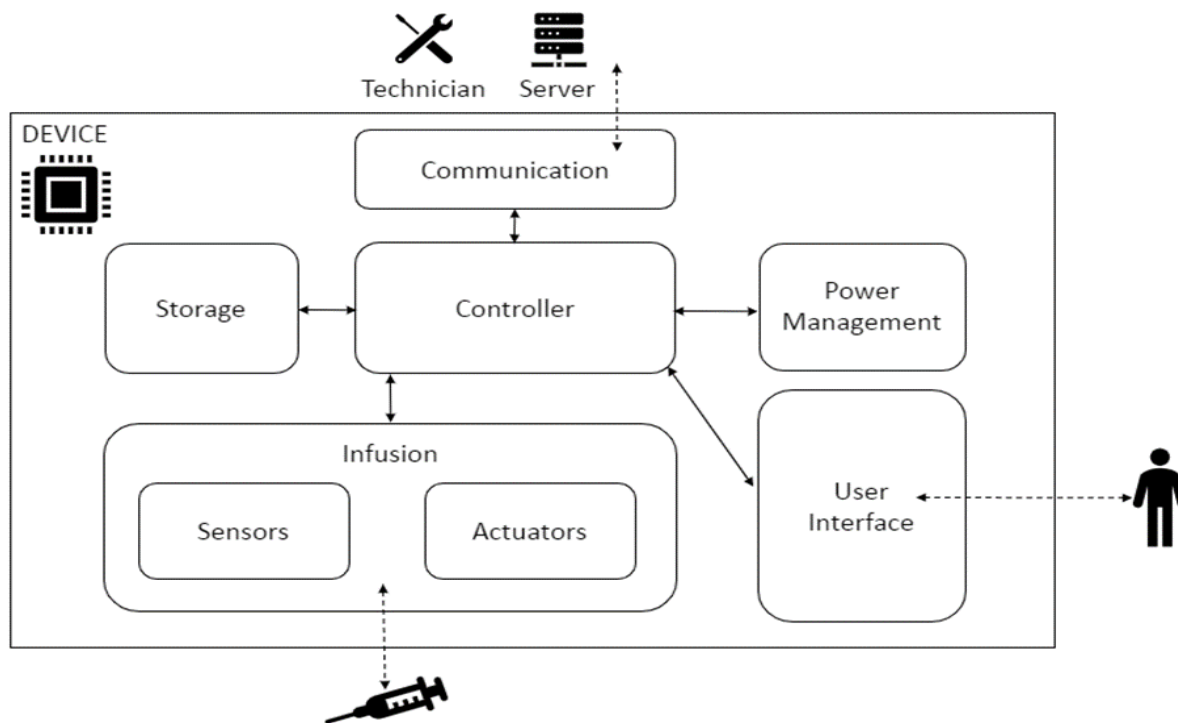 Technician
Server
DEVICE
Communication
Storage
Controller
Power
Management
Infusion
Sensors
Actuators
User
Interface